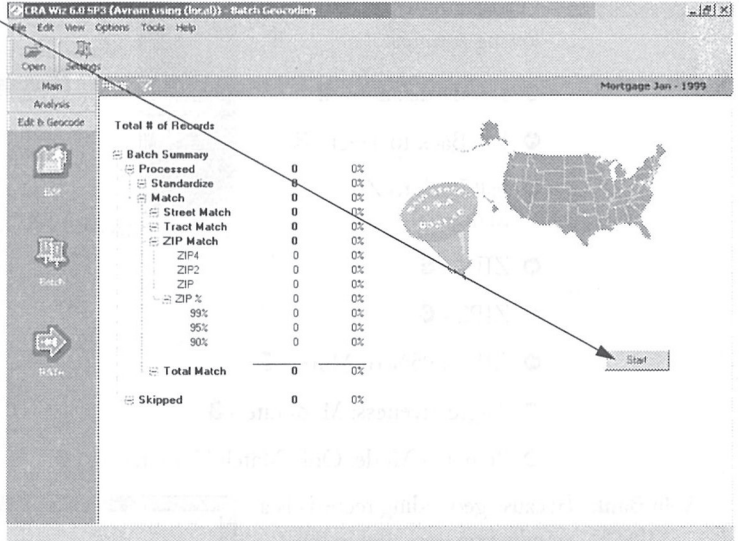 CRA Wiz 6.0 SP3 (Avram using (local)) - Batch Geocoding
File Edit View Options Tools Help
Open Settings
Main
Mortgage Jan - 1999
Analysis
Edit & Geocode
Total # of Records
Batch Summary
Processed 0 0%
Standardize 0 0%
Match 0 0%
Street Match 0 0%
Tract Match 0 0%
ZIP Match 0 0%
ZIP4 0 0%
ZIP2 0 0%
ZIP 0 0%
ZIP %
99% 0 0%
95% 0 0%
90% 0 0%
Total Match 0 0%
Skipped 0 0%
Edit
Batch
Start